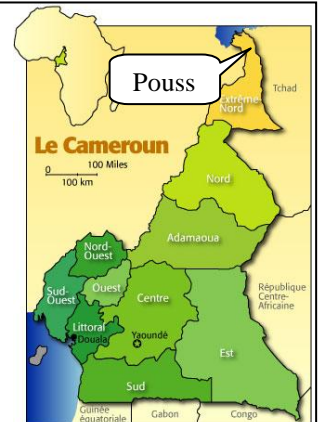 Pouss
Tchad
Extrême-
Nord
Le Cameroun
0 100 Miles
100 km
Nord
Adamaoua
Nord-
Ouest
Sud-
Ouest
Ouest
Centre
République
Centre-
Africaine
Littoral
Douala
Yaoundé
Est
Sud
Guinée
équatoriale
Gabon
Congo